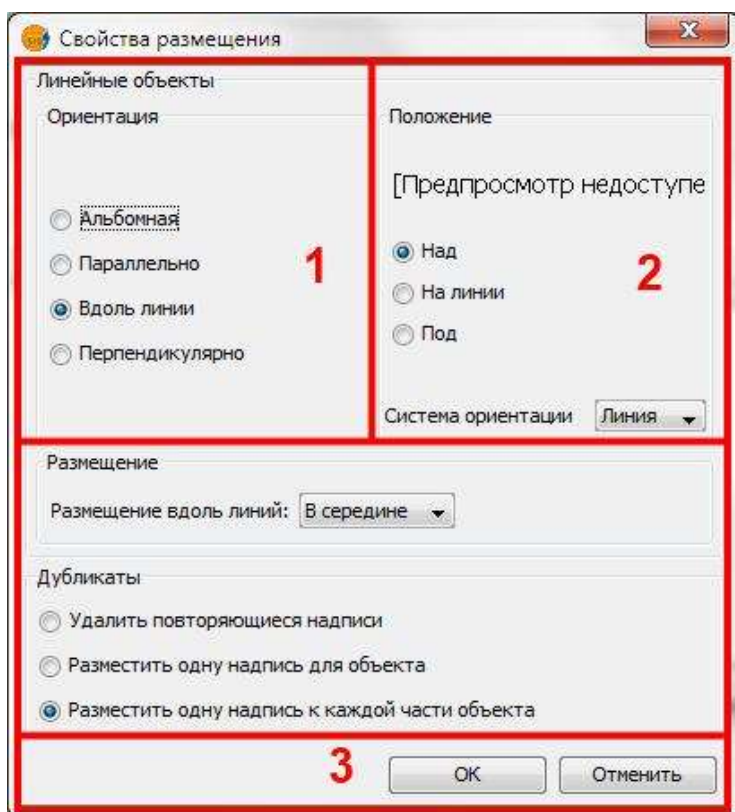 Свойства размещения
Линейные объекты
Ориентация
Альбомная
Параллельно
Вдоль линии
Перпендикулярно
1
Положение
[Предпросмотр недоступе
Над
На линии
Под
2
Система ориентации Линия
Размещение
Размещение вдоль линий: В середине
Дубликаты
Удалить повторяющиеся надписи
Разместить одну надпись для объекта
Разместить одну надпись к каждой части объекта
3
ОК Отменить